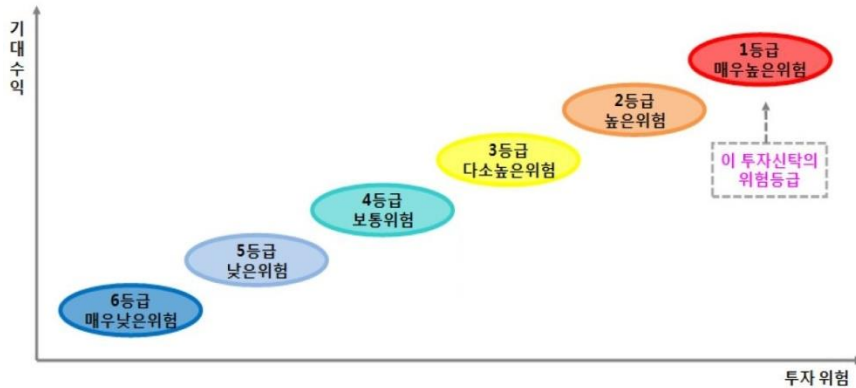 기대수익
1등급
매우높은위험
2등급
높은위험
이 투자신탁의
위험등급
3등급
다소높은위험
4등급
보통위험
5등급
낮은위험
6등급
매우낮은위험
투자 위험